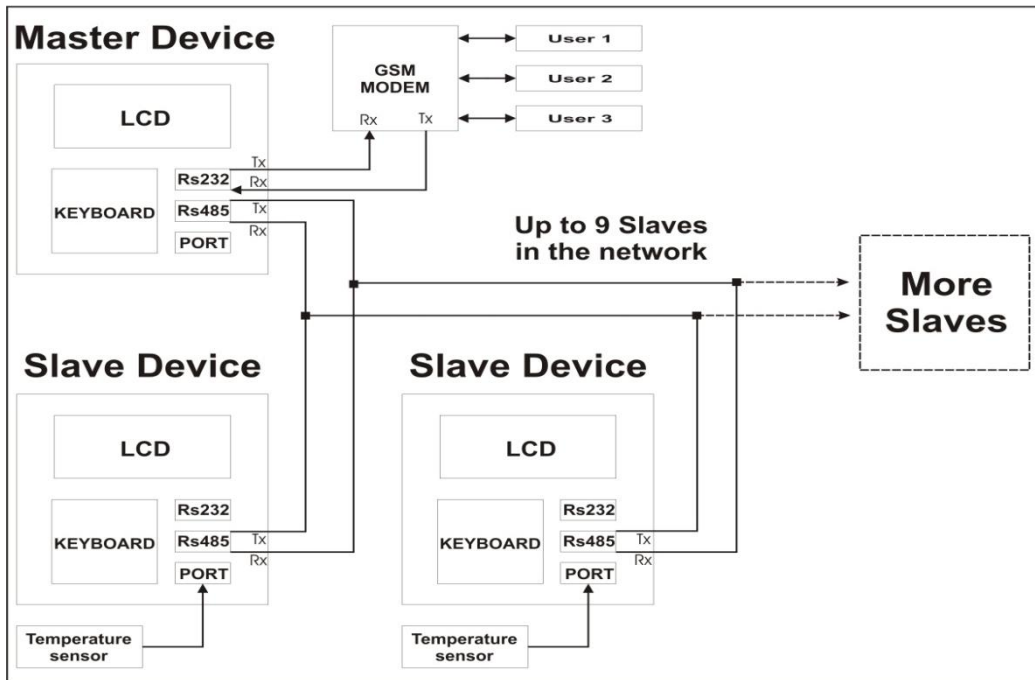 Master Device
LCD
KEYBOARD
Rs232
Rs485
PORT
Tx
Rx
Tx
Rx
GSM
MODEM
Rx
Tx
User 1
User 2
User 3
Up to 9 Slaves
in the network
More
Slaves
Slave Device
LCD
KEYBOARD
Rs232
Rs485
PORT
Tx
Rx
Temperature
sensor
Slave Device
LCD
KEYBOARD
Rs232
Rs485
PORT
Tx
Rx
Temperature
sensor